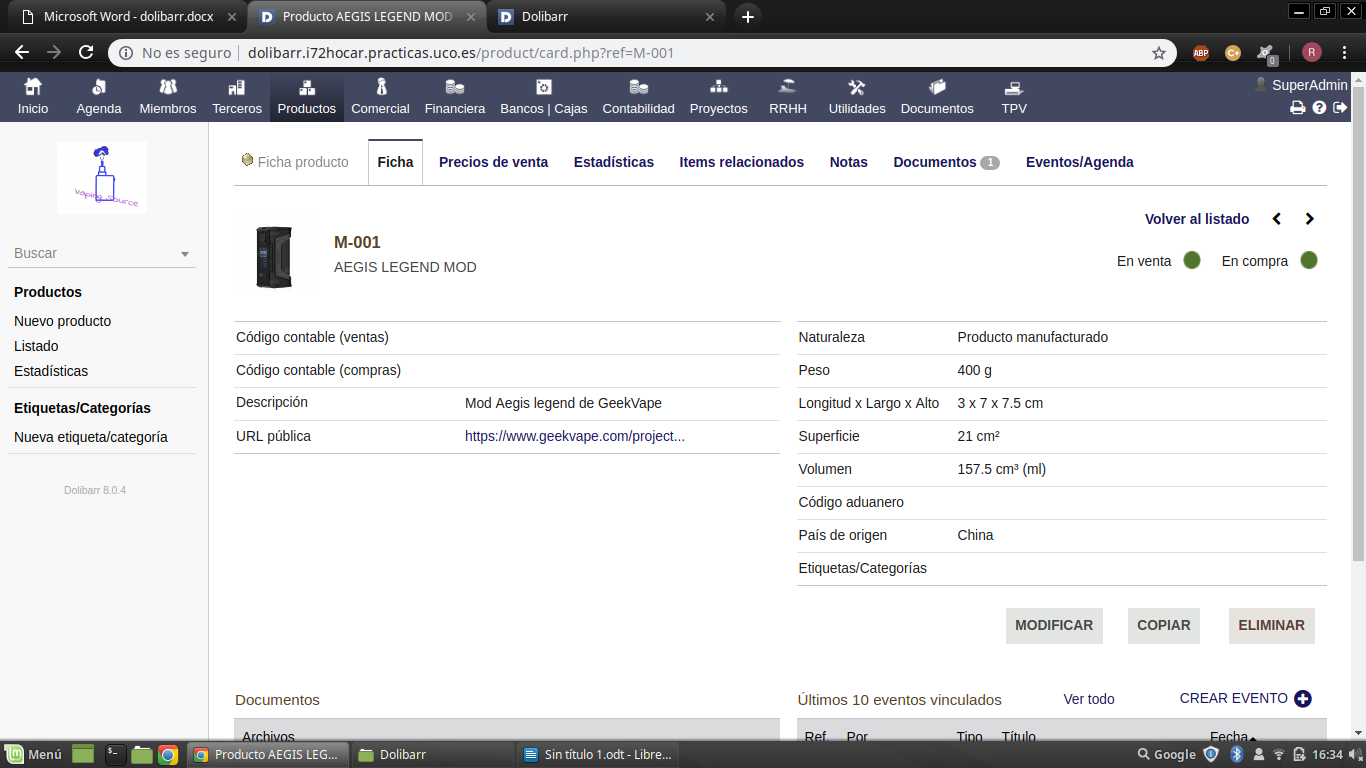 Microsoft Word - dolibarr.docx
Producto AEGIS LEGEND MOD
Dolibarr
No es seguro
dolibarr.i72hocar.practicas.uco.es/product/card.php?ref=M-001
ABP
C+
0
R
Inicio
Agenda
Miembros
Terceros
Productos
Comercial
Financiera
Bancos | Cajas
Contabilidad
Proyectos
RRHH
Utilidades
Documentos
TPV
SuperAdmin
vaping source
Buscar
Productos
Nuevo producto
Listado
Estadísticas
Etiquetas/Categorías
Nueva etiqueta/categoría
Dolibarr 8.0.4
Ficha producto
Ficha
Precios de venta
Estadísticas
Items relacionados
Notas
Documentos 1
Eventos/Agenda
Volver al listado
M-001
AEGIS LEGEND MOD
En venta
En compra
Código contable (ventas)
Código contable (compras)
Descripción Mod Aegis legend de GeekVape
URL pública https://www.geekvape.com/project...
Naturaleza Producto manufacturado
Peso 400 g
Longitud x Largo x Alto 3 x 7 x 7.5 cm
Superficie 21 cm²
Volumen 157.5 cm³ (ml)
Código aduanero
País de origen China
Etiquetas/Categorías
MODIFICAR
COPIAR
ELIMINAR
Documentos
Archivos
Últimos 10 eventos vinculados
Ver todo
CREAR EVENTO
Ref. Por Tipo Título Fecha
Menú
Producto AEGIS LEG...
Dolibarr
Sin título 1.odt - Libre...
Google
16:34